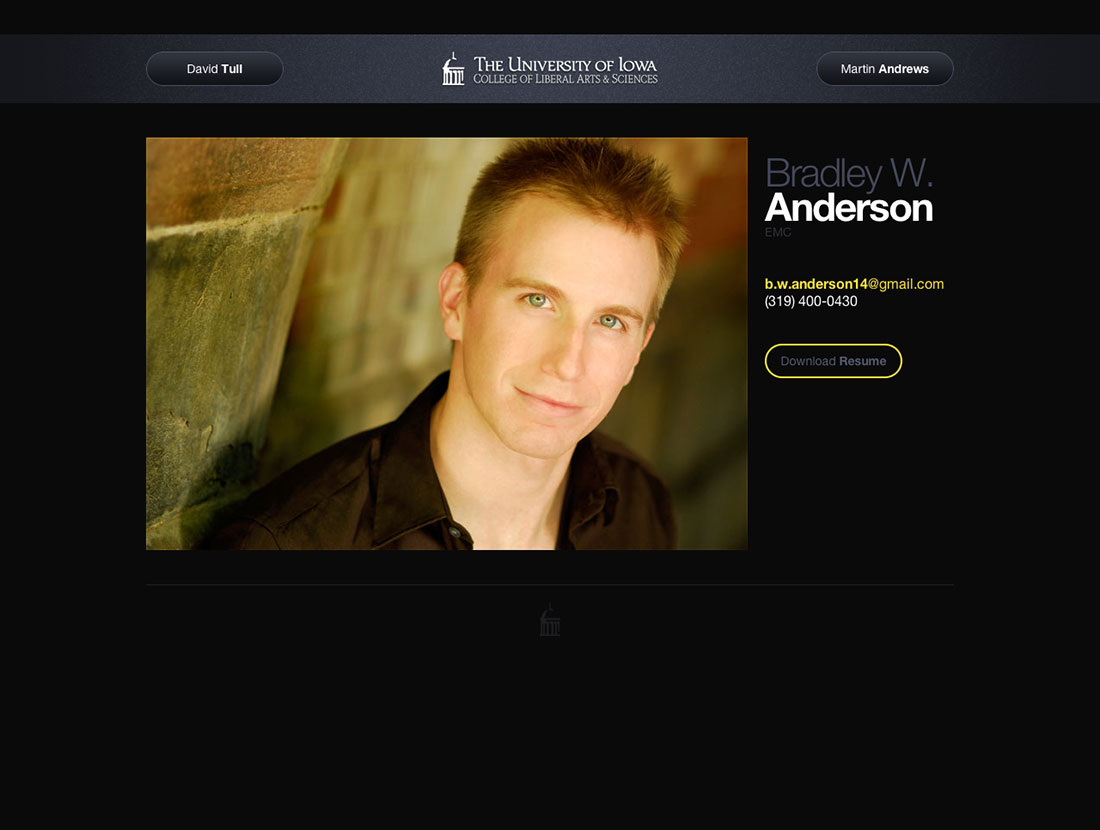 David Tull
THE UNIVERSITY OF IOWA
COLLEGE OF LIBERAL ARTS & SCIENCES
Martin Andrews
Bradley W.
Anderson
EMC
b.w.anderson14@gmail.com
(319) 400-0430
Download Resume